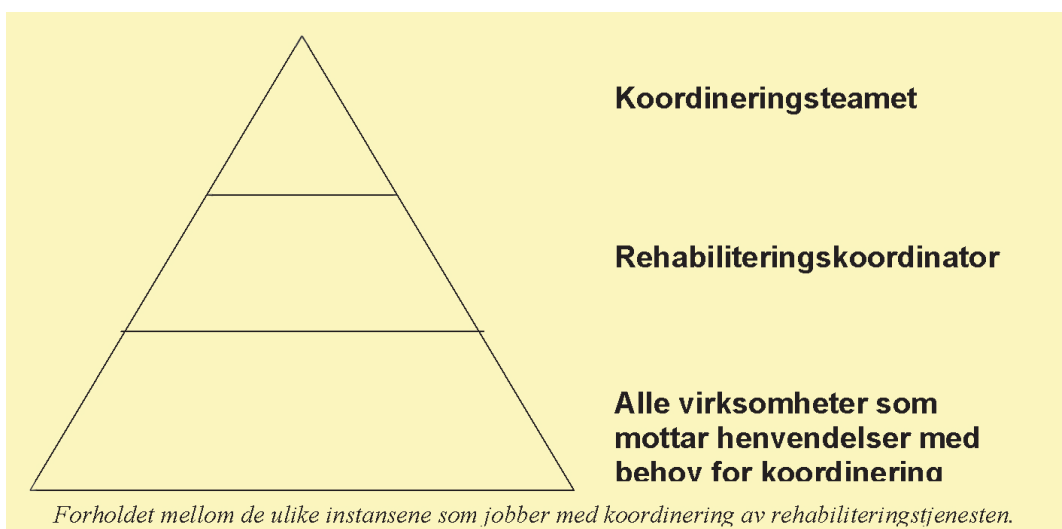 Koordineringsteamet
Rehabiliteringskoordinator
Alle virksomheter som
mottar henvendelser med
behov for koordinering
Forholdet mellom de ulike instansene som jobber med koordinering av rehabiliteringstjenesten.